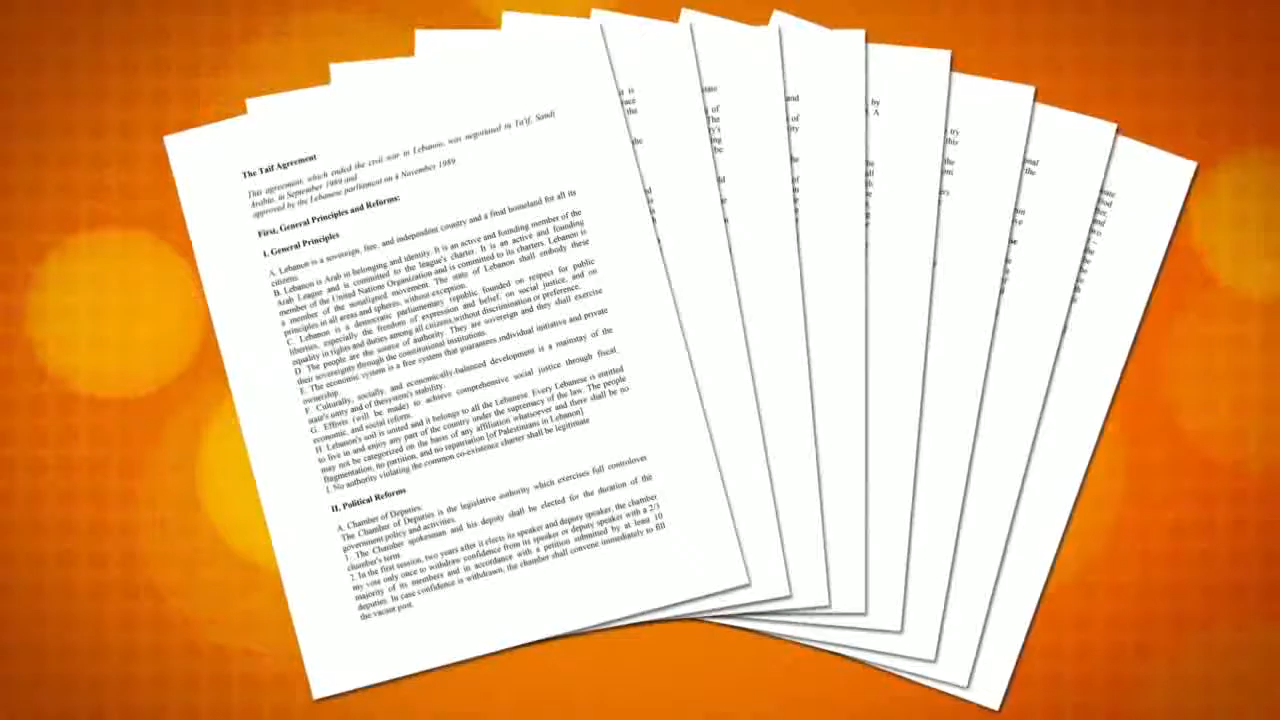 The Taif Agreement
This agreement, which ended the civil war in Lebanon, was negotiated in Ta'if, Saudi
Arabia, in September 1989 and
approved by the Lebanese parliament on 4 November 1989
First, General Principles and Reforms:
I. General Principles
A. Lebanon is a sovereign, free, and independent country and a final homeland for all its
citizens.
B. Lebanon is Arab in belonging and identity. It is an active and founding member of the
Arab League and is committed to the league's charter. It is an active and founding
member of the United Nations Organization and is committed to its charters. Lebanon is
a member of the nonaligned movement. The state of Lebanon shall embody these
principles in all areas and spheres, without exception.
C. Lebanon is a democratic parliamentary republic founded on respect for public
liberties, especially the freedom of expression and belief, on social justice, and on
equality in rights and duties among all citizens without discrimination or preference.
D. The people are the source of authority. They are sovereign and they shall exercise
their sovereignty through the constitutional institutions.
E. The economic system is a free system that guarantees individual initiative and private
ownership.
F. Culturally, socially, and economically-balanced development is a mainstay of the
state's unity and of thesystem's stability.
G. Efforts (will be made) to achieve comprehensive social justice through fiscal,
economic, and social reform.
H. Lebanon's soil is united and it belongs to all the Lebanese. Every Lebanese is entitled
to live in and enjoy any part of the country under the supremacy of the law. The people
may not be categorized on the basis of any affiliation whatsoever and there shall be no
fragmentation, no partition, and no repatriation [of Palestinians in Lebanon]
I. No authority violating the common co-existence charter shall be legitimate
II. Political Reforms
A. Chamber of Deputies:
The Chamber of Deputies is the legislative authority which exercises full controlover
government policy and activities.
1. The Chamber spokesman and his deputy shall be elected for the duration of the
chamber's term.
2. In the first session, two years after it elects its speaker and deputy speaker, the chamber
my vote only once to withdraw confidence from its speaker or deputy speaker with a 2/3
majority of its members and in accordance with a petition submitted by at least 10
deputies. In case confidence is withdrawn, the chamber shall convene immediately to fill
the vacant post.